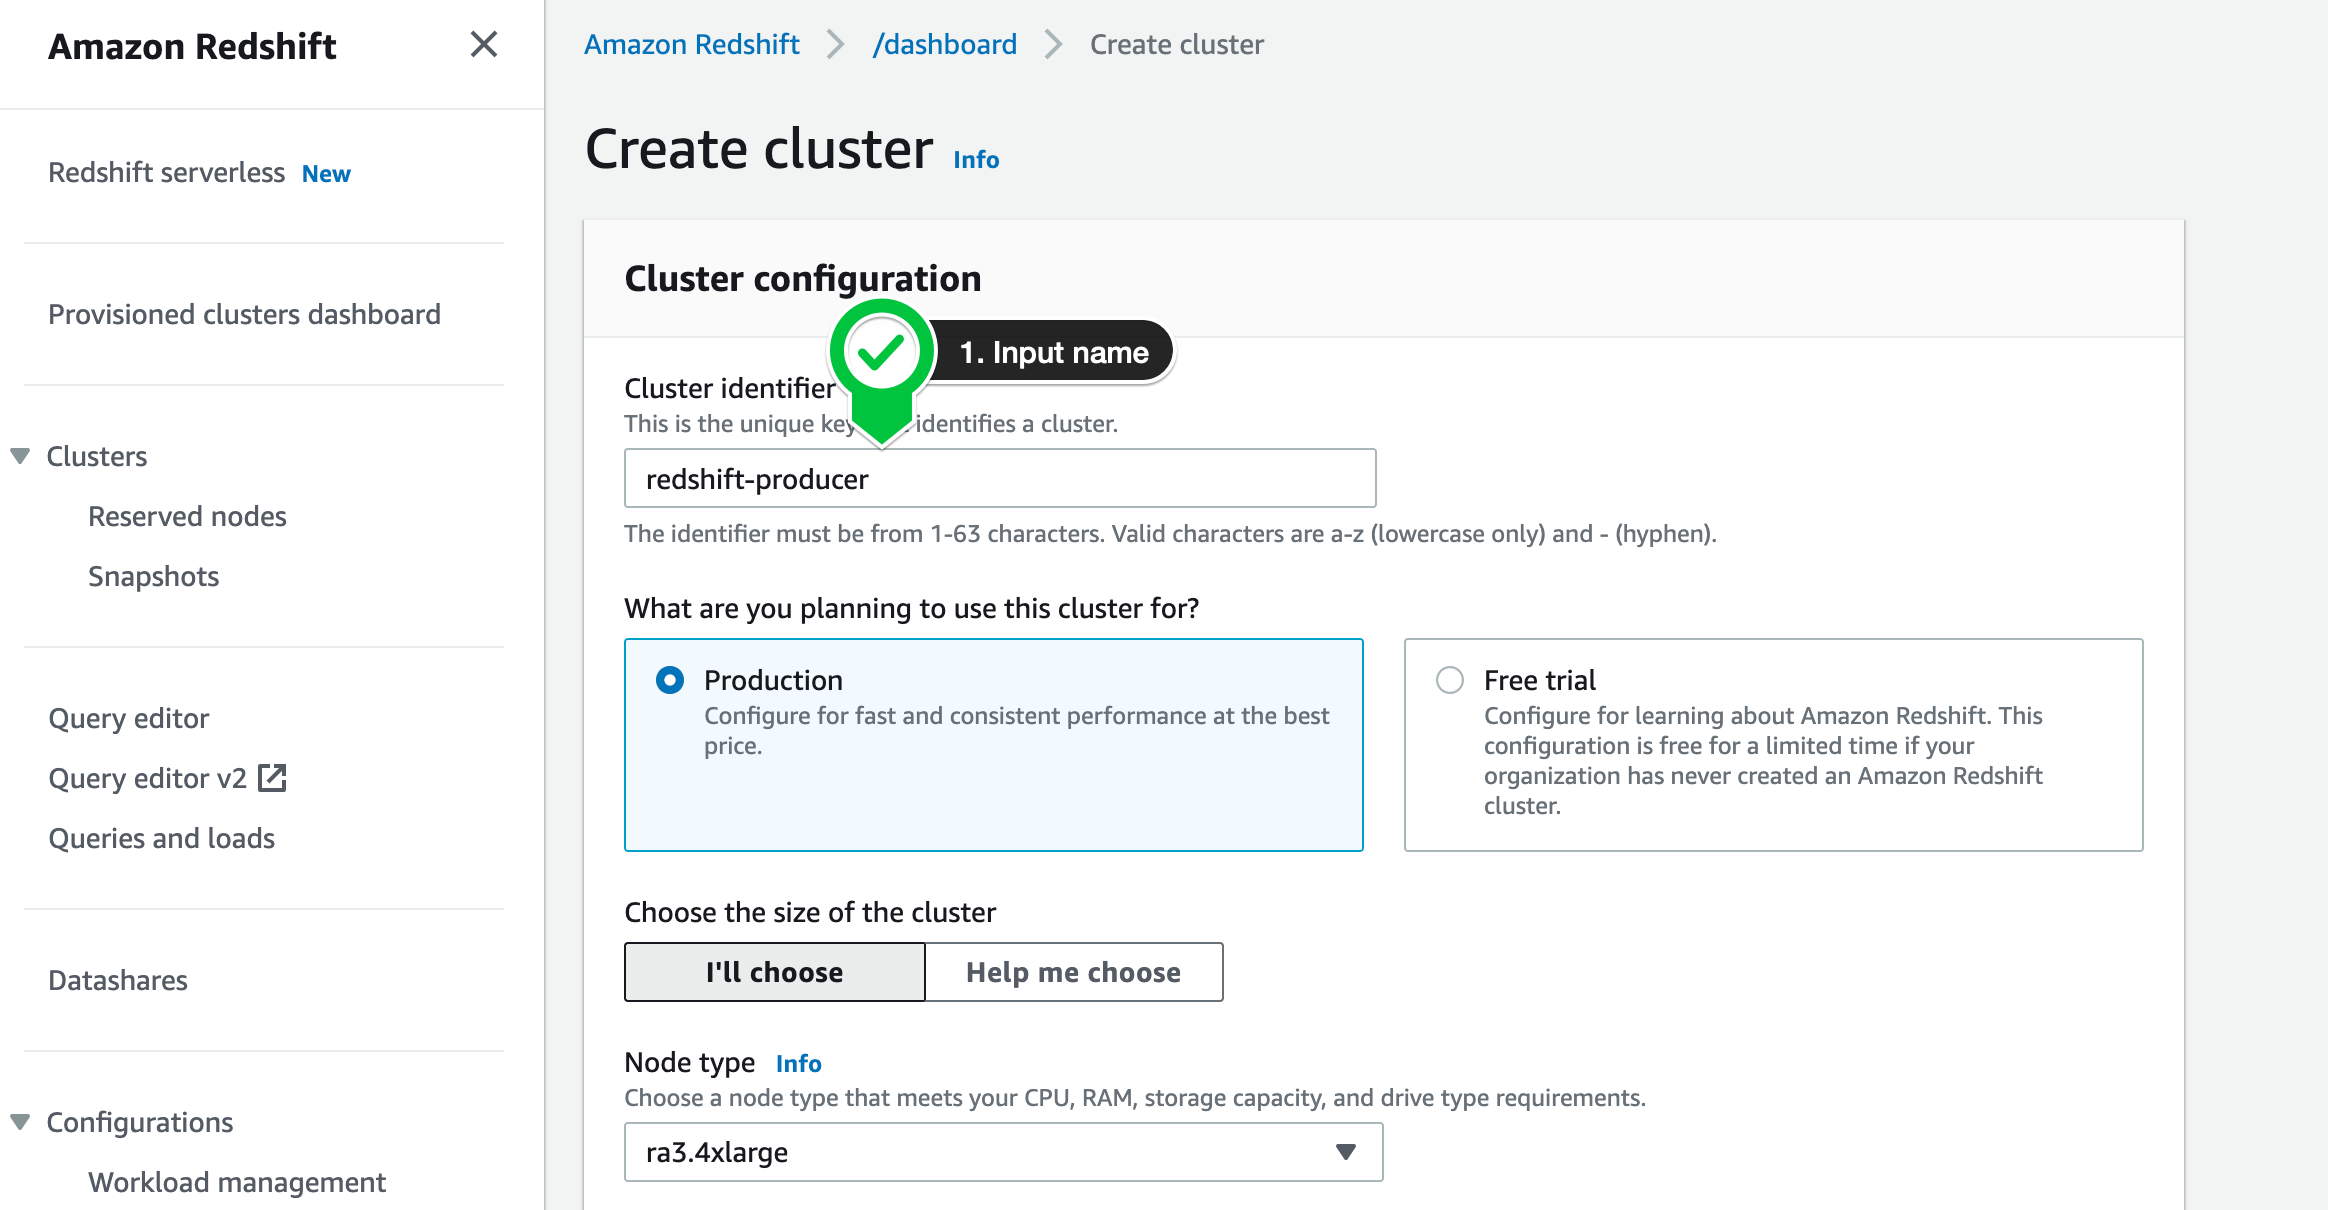 Amazon Redshift
Redshift serverless New
Provisioned clusters dashboard
Clusters
Reserved nodes
Snapshots
Query editor
Query editor v2
Queries and loads
Datashares
Configurations
Workload management
Amazon Redshift > /dashboard > Create cluster
Create cluster Info
Cluster configuration
1. Input name
Cluster identifier
This is the unique key identifies a cluster.
redshift-producer
The identifier must be from 1-63 characters. Valid characters are a-z (lowercase only) and - (hyphen).
What are you planning to use this cluster for?
Production
Configure for fast and consistent performance at the best
price.
Free trial
Configure for learning about Amazon Redshift. This
configuration is free for a limited time if your
organization has never created an Amazon Redshift
cluster.
Choose the size of the cluster
I'll choose
Help me choose
Node type Info
Choose a node type that meets your CPU, RAM, storage capacity, and drive type requirements.
ra3.4xlarge